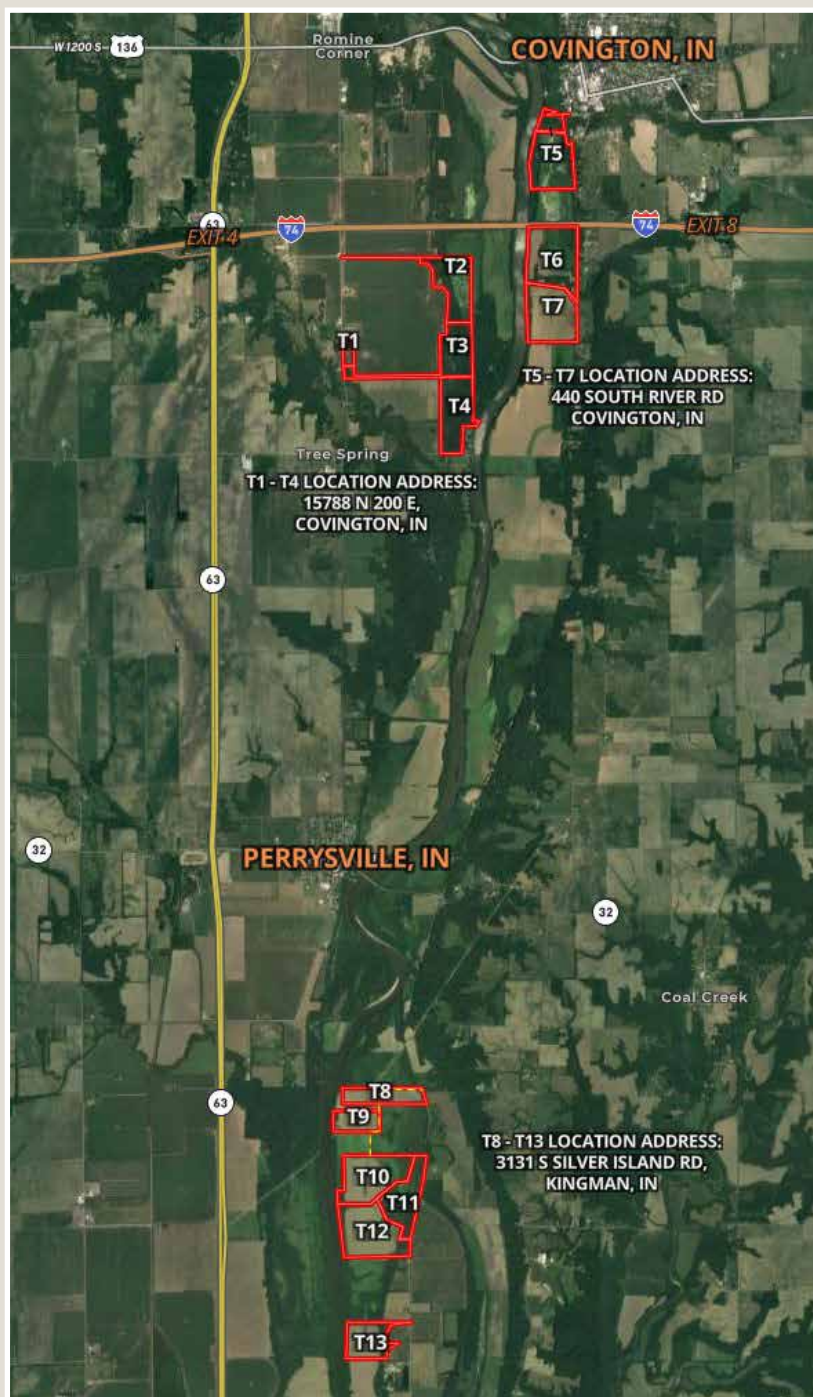 W 1200 S
136
Romine
Corner
COVINGTON, IN
T5
63
EXIT 4
74
74
EXIT 8
T2
T6
T7
T1
T3
T4
T5 - T7 LOCATION ADDRESS:
440 SOUTH RIVER RD
COVINGTON, IN
Tree Spring
T1 - T4 LOCATION ADDRESS:
15788 N 200 E,
COVINGTON, IN
63
32
PERRYSVILLE, IN
32
Coal Creek
63
T8
T9
T8 - T13 LOCATION ADDRESS:
3131 S SILVER ISLAND RD,
KINGMAN, IN
T10
T11
T12
T13